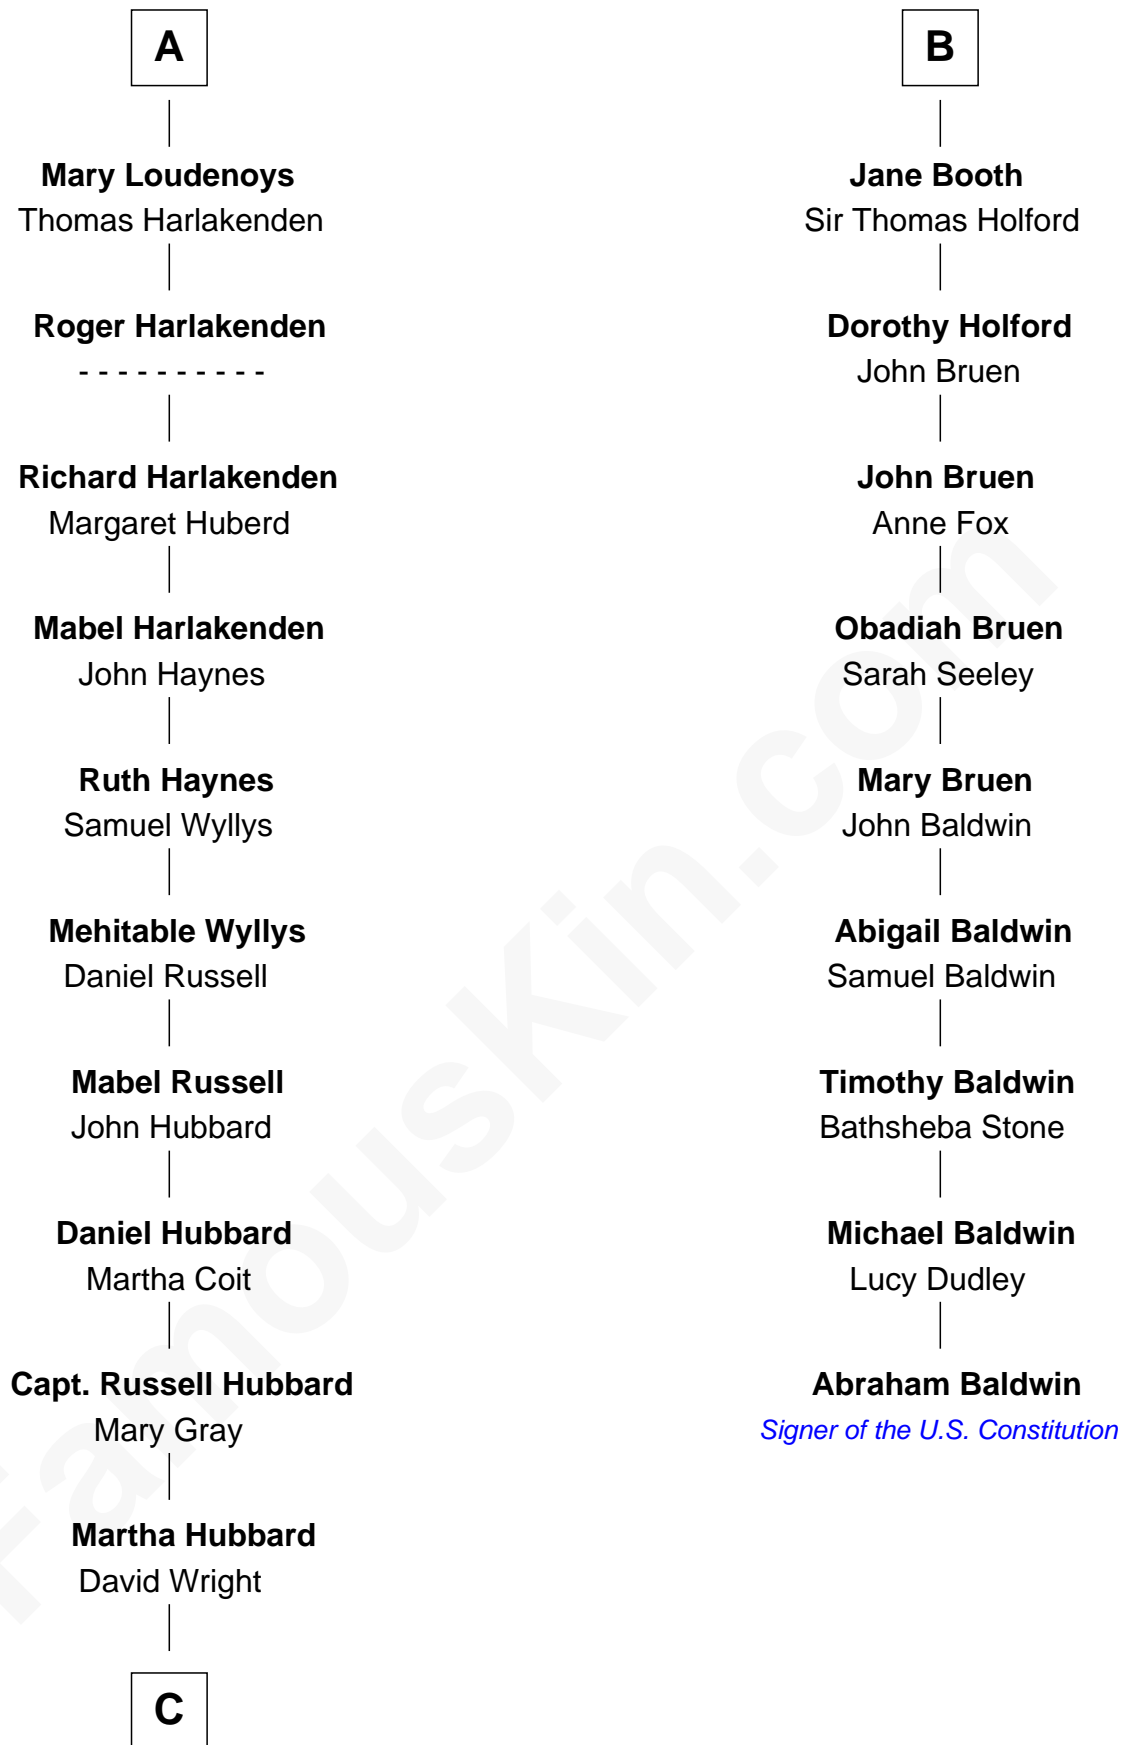 A
Mary Loudenoys
Thomas Harlakenden
Roger Harlakenden
- - - - - - - - - -
Richard Harlakenden
Margaret Huberd
Mabel Harlakenden
John Haynes
Ruth Haynes
Samuel Wyllys
Mehitable Wyllys
Daniel Russell
Mabel Russell
John Hubbard
Daniel Hubbard
Martha Coit
Capt. Russell Hubbard
Mary Gray
Martha Hubbard
David Wright
C
B
Jane Booth
Sir Thomas Holford
Dorothy Holford
John Bruen
John Bruen
Anne Fox
Obadiah Bruen
Sarah Seeley
Mary Bruen
John Baldwin
Abigail Baldwin
Samuel Baldwin
Timothy Baldwin
Bathsheba Stone
Michael Baldwin
Lucy Dudley
Abraham Baldwin
Signer of the U.S. Constitution
FamousKin.com